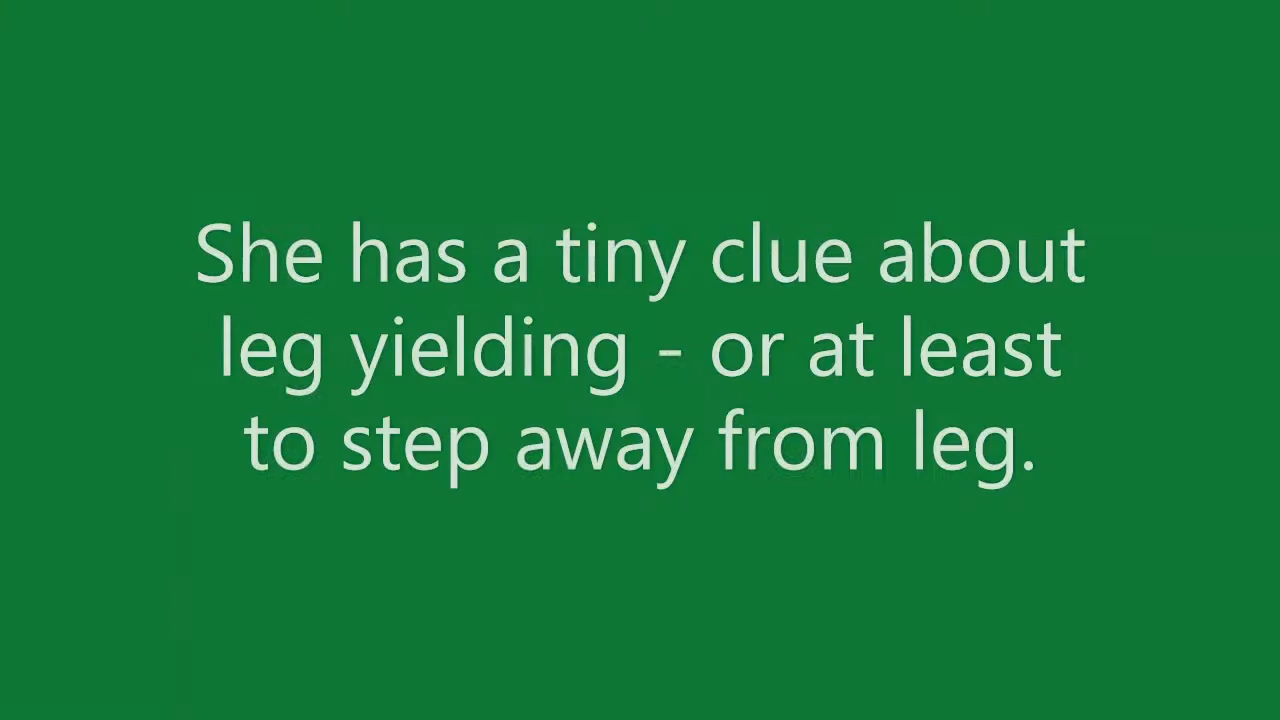 She has a tiny clue about
leg yielding - or at least
to step away from leg.